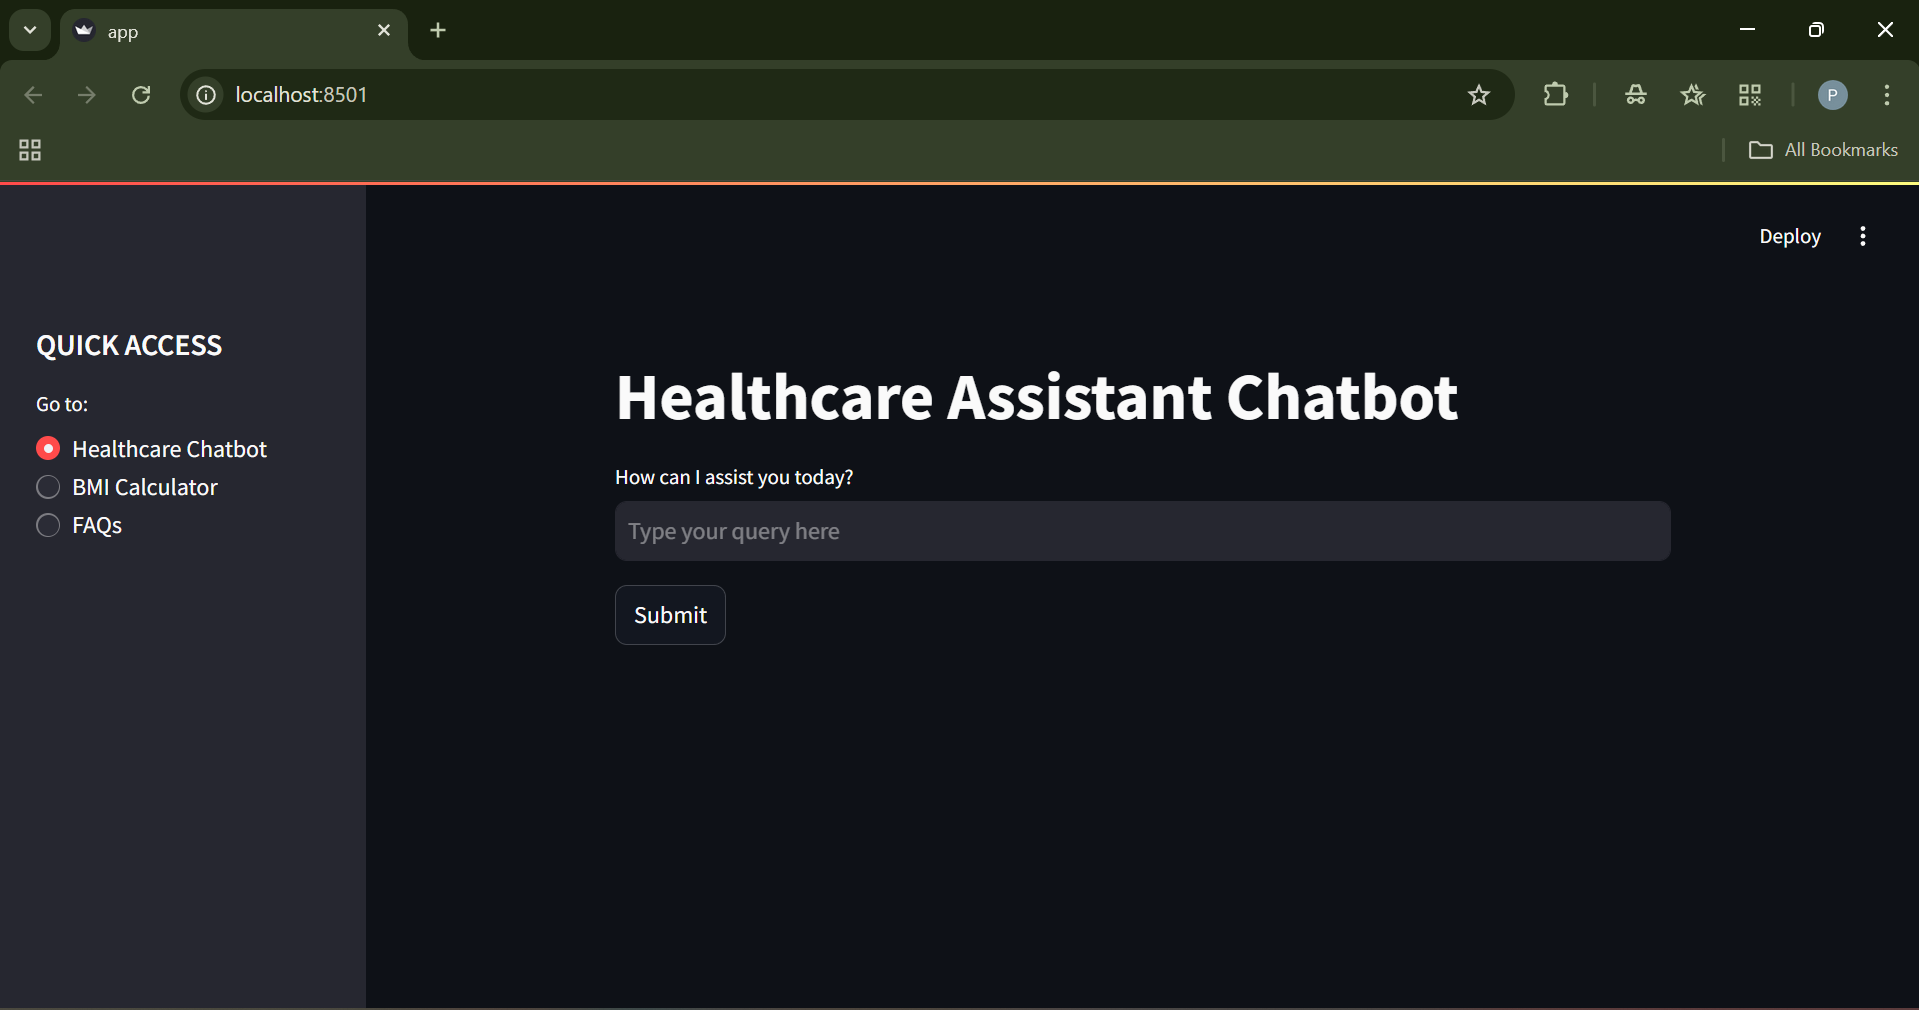 app
localhost:8501
P
All Bookmarks
Deploy
QUICK ACCESS
Go to:
Healthcare Chatbot
BMI Calculator
FAQs
Healthcare Assistant Chatbot
How can I assist you today?
Type your query here
Submit